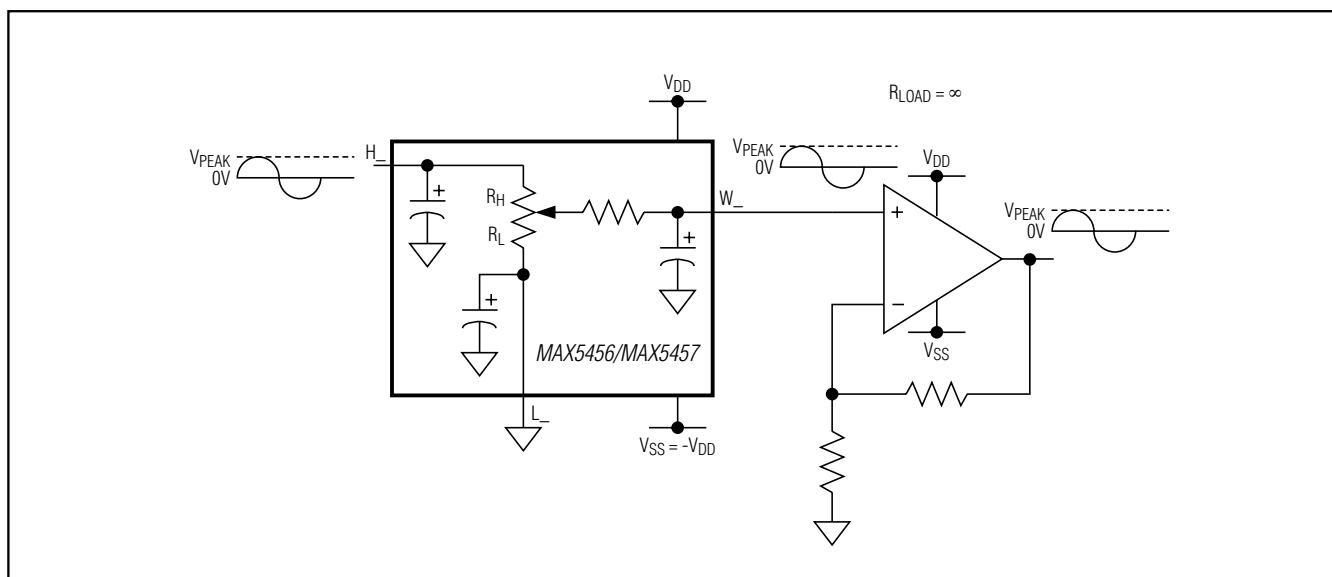 V_DD
R_LOAD = ∞
V_PEAK
0V
H_
V_PEAK
0V
V_DD
R_H
R_L
+
+
+
W_
+
−
V_PEAK
0V
MAX5456/MAX5457
V_SS
L_
V_SS = -V_DD